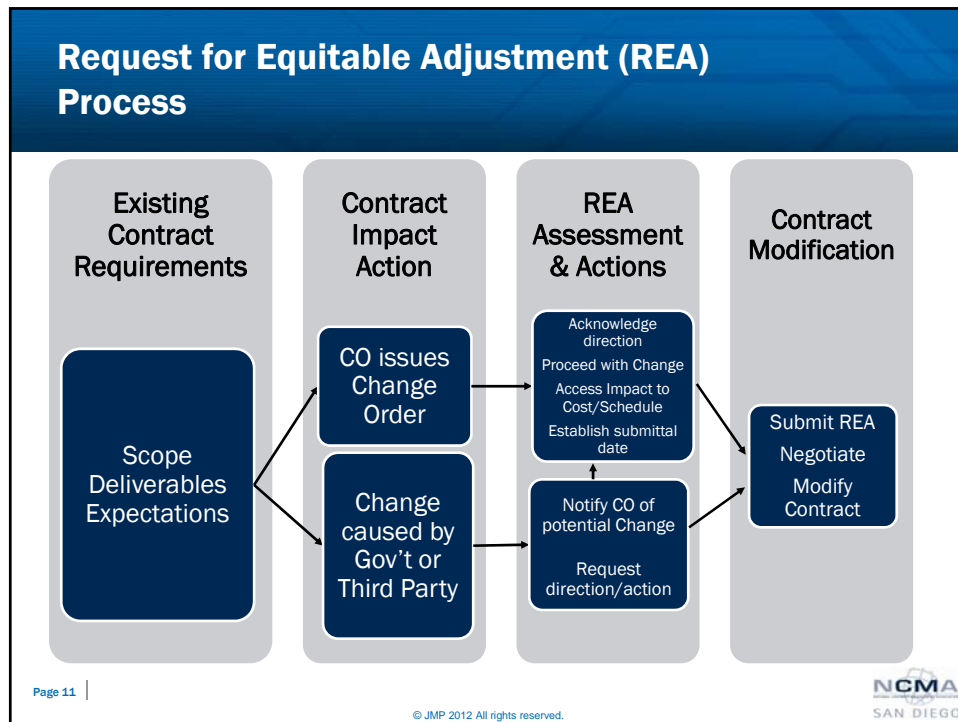 Request for Equitable Adjustment (REA)
Process
Existing
Contract
Requirements
Scope
Deliverables
Expectations
Contract
Impact
Action
CO issues
Change
Order
Change
caused by
Gov't or
Third Party
REA
Assessment
& Actions
Acknowledge
direction
Proceed with Change
Access Impact to
Cost/Schedule
Establish submittal
date
Notify CO of
potential Change
Request
direction/action
Contract
Modification
Submit REA
Negotiate
Modify
Contract
Page 11
© JMP 2012 All rights reserved.
NCMA
SAN DIEGO